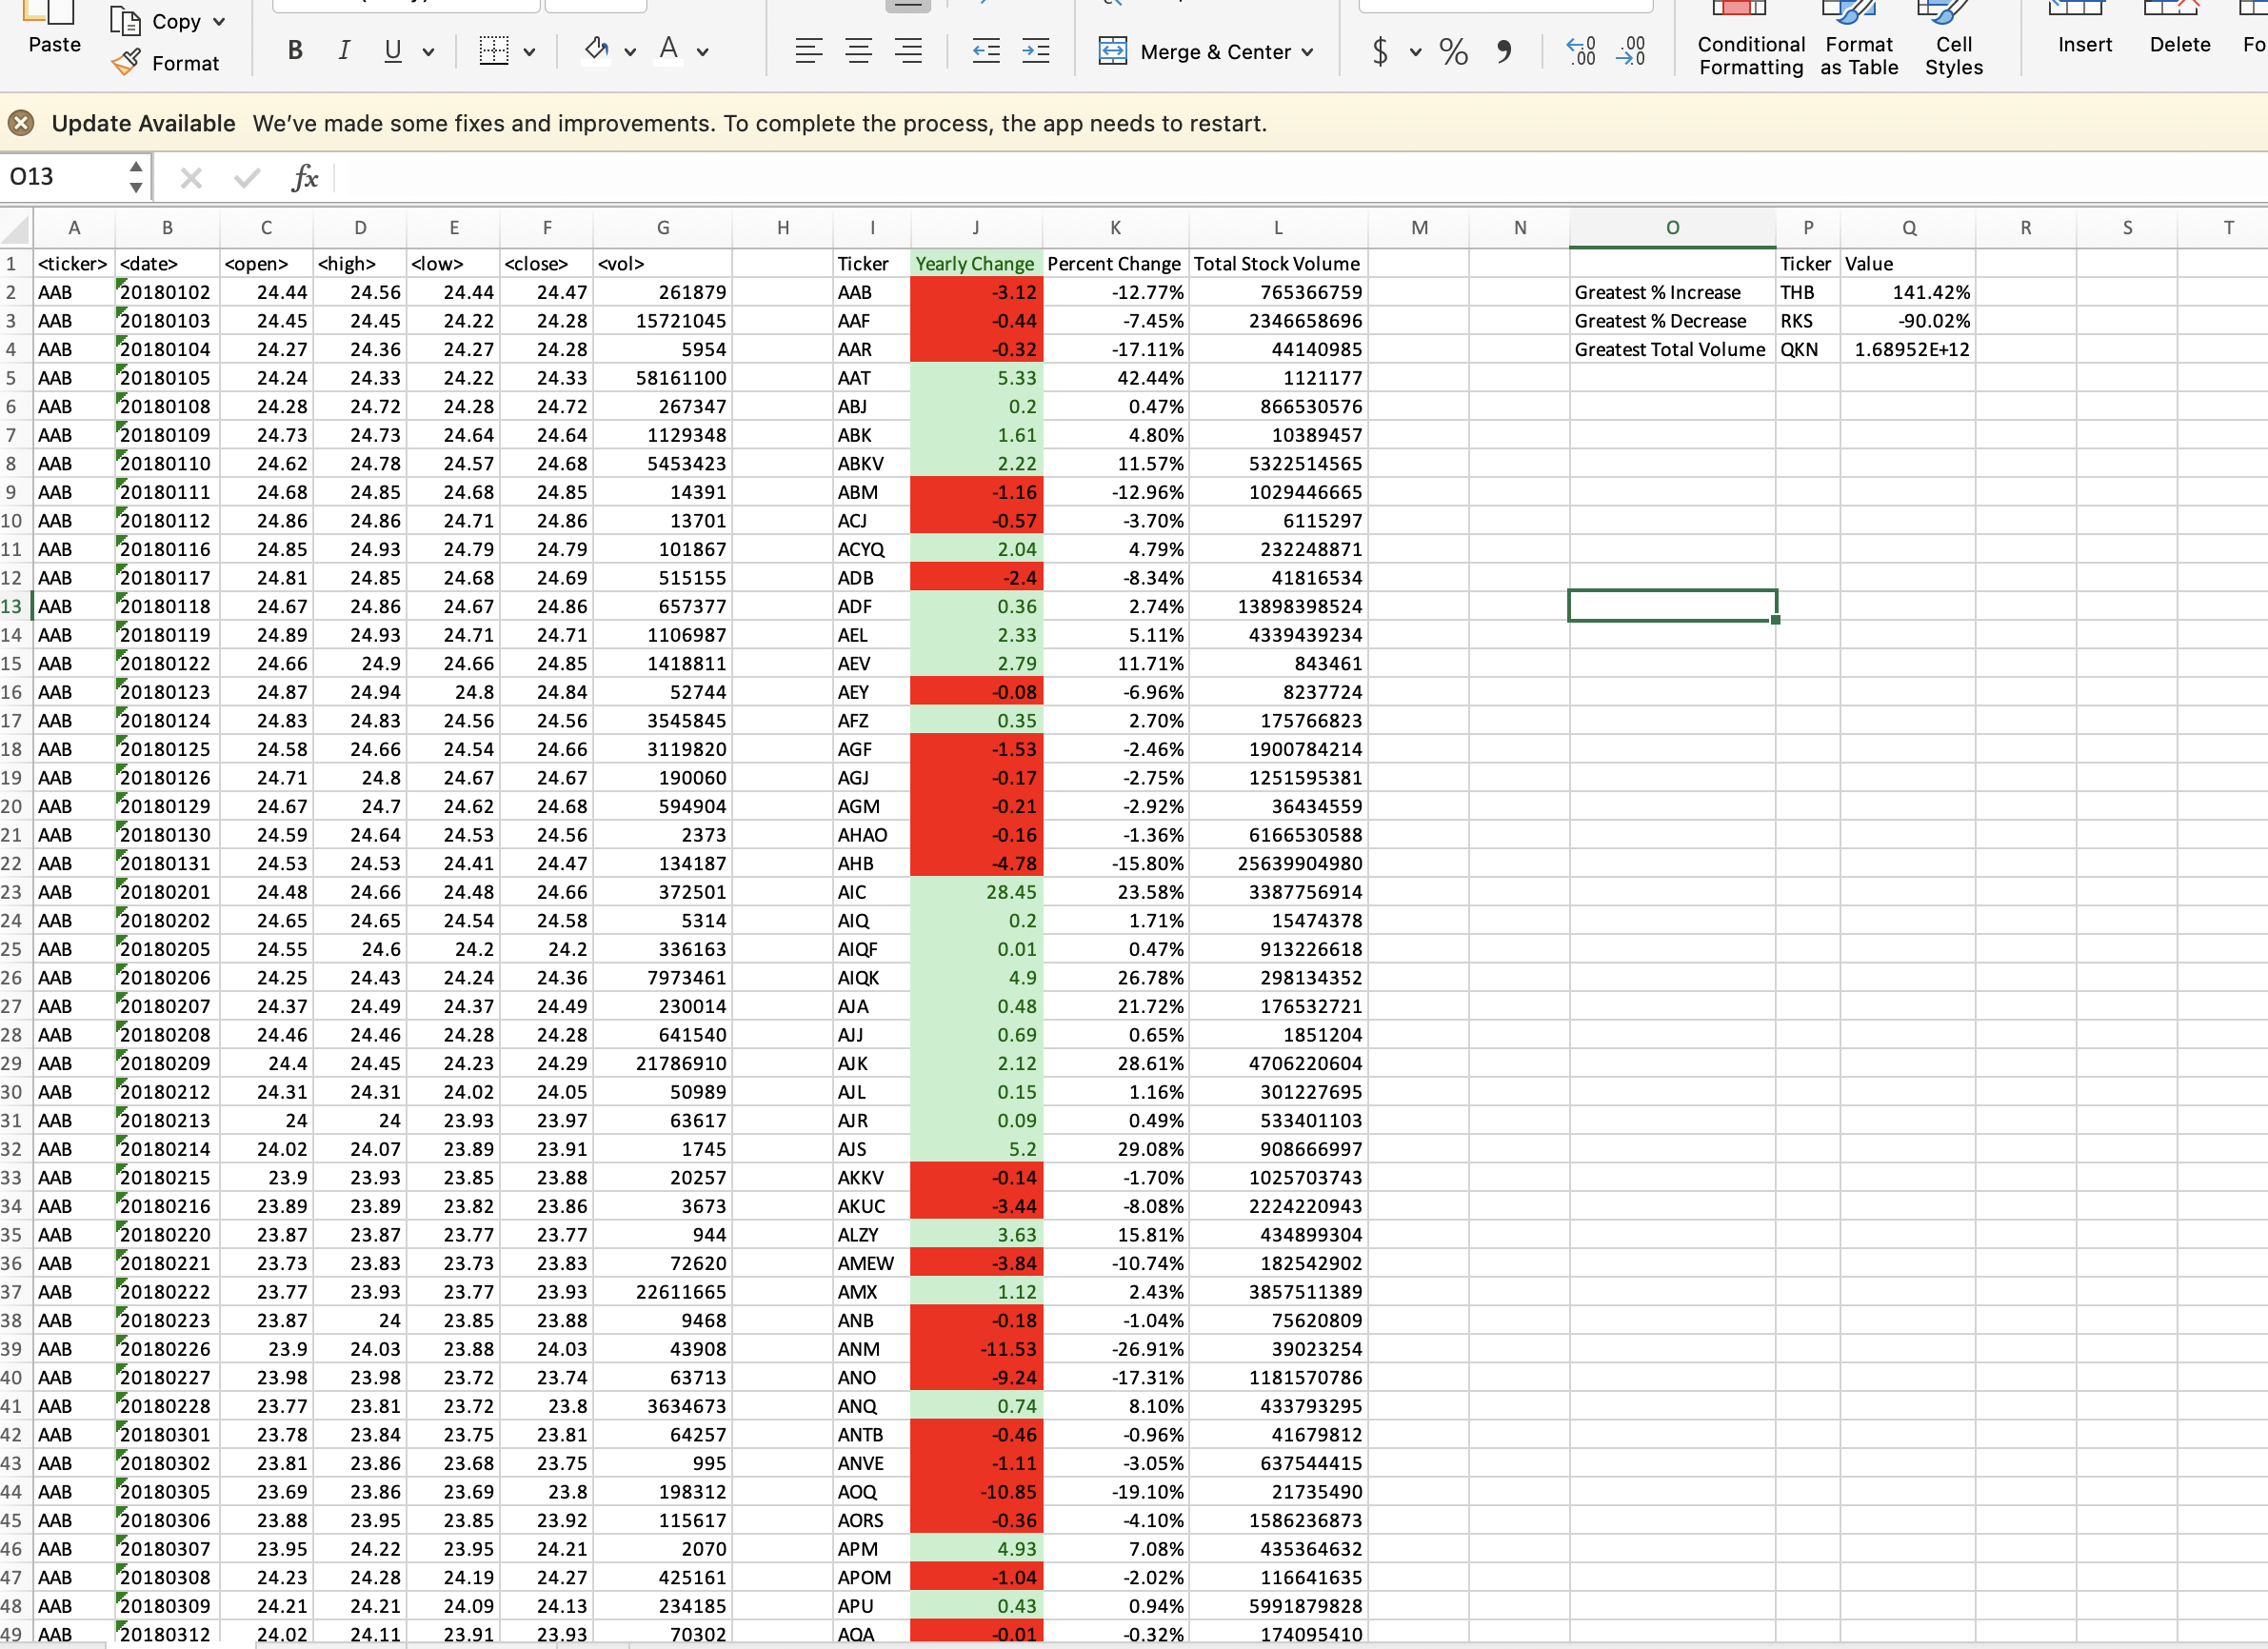 Paste Copy
Format
B I U A Merge & Center $ % Conditional Formatting Format as Table Cell Styles Insert Delete Fo
Update Available We've made some fixes and improvements. To complete the process, the app needs to restart.
O13 fx
A B C D E F G H I J K L M N O P Q R S T
1 <ticker> <date> <open> <high> <low> <close> <vol> Ticker Yearly Change Percent Change Total Stock Volume Ticker Value
2 AAB 20180102 24.44 24.56 24.44 24.47 261879 AAB -3.12 -12.77% 765366759 Greatest % Increase THB 141.42%
3 AAB 20180103 24.45 24.45 24.22 24.28 15721045 AAF -0.44 -7.45% 2346658696 Greatest % Decrease RKS -90.02%
4 AAB 20180104 24.27 24.36 24.27 24.28 5954 AAR -0.32 -17.11% 44140985 Greatest Total Volume QKN 1.68952E+12
5 AAB 20180105 24.24 24.33 24.22 24.33 58161100 AAT 5.33 42.44% 1121177
6 AAB 20180108 24.28 24.72 24.28 24.72 267347 ABJ 0.2 0.47% 866530576
7 AAB 20180109 24.73 24.73 24.64 24.64 1129348 ABK 1.61 4.80% 10389457
8 AAB 20180110 24.62 24.78 24.57 24.68 5453423 ABKV 2.22 11.57% 5322514565
9 AAB 20180111 24.68 24.85 24.68 24.85 14391 ABM -1.16 -12.96% 1029446665
10 AAB 20180112 24.86 24.86 24.71 24.86 13701 ACJ -0.57 -3.70% 6115297
11 AAB 20180116 24.85 24.93 24.79 24.79 101867 ACYQ 2.04 4.79% 232248871
12 AAB 20180117 24.81 24.85 24.68 24.69 515155 ADB -2.4 -8.34% 41816534
13 AAB 20180118 24.67 24.86 24.67 24.86 657377 ADF 0.36 2.74% 13898398524
14 AAB 20180119 24.89 24.93 24.71 24.71 1106987 AEL 2.33 5.11% 4339439234
15 AAB 20180122 24.66 24.9 24.66 24.85 1418811 AEV 2.79 11.71% 843461
16 AAB 20180123 24.87 24.94 24.8 24.84 52744 AEY -0.08 -6.96% 8237724
17 AAB 20180124 24.83 24.83 24.56 24.56 3545845 AFZ 0.35 2.70% 175766823
18 AAB 20180125 24.58 24.66 24.54 24.66 3119820 AGF -1.53 -2.46% 1900784214
19 AAB 20180126 24.71 24.8 24.67 24.67 190060 AGJ -0.17 -2.75% 1251595381
20 AAB 20180129 24.67 24.7 24.62 24.68 594904 AGM -0.21 -2.92% 36434559
21 AAB 20180130 24.59 24.64 24.53 24.56 2373 AHAO -0.16 -1.36% 6166530588
22 AAB 20180131 24.53 24.53 24.41 24.47 134187 AHB -4.78 -15.80% 25639904980
23 AAB 20180201 24.48 24.66 24.48 24.66 372501 AIC 28.45 23.58% 3387756914
24 AAB 20180202 24.65 24.65 24.54 24.58 5314 AIQ 0.2 1.71% 15474378
25 AAB 20180205 24.55 24.6 24.2 24.2 336163 AIQF 0.01 0.47% 913226618
26 AAB 20180206 24.25 24.43 24.24 24.36 7973461 AIQK 4.9 26.78% 298134352
27 AAB 20180207 24.37 24.49 24.37 24.49 230014 AJA 0.48 21.72% 176532721
28 AAB 20180208 24.46 24.46 24.28 24.28 641540 AJJ 0.69 0.65% 1851204
29 AAB 20180209 24.4 24.45 24.23 24.29 21786910 AJK 2.12 28.61% 4706220604
30 AAB 20180212 24.31 24.31 24.02 24.05 50989 AJL 0.15 1.16% 301227695
31 AAB 20180213 24 24 23.93 23.97 63617 AJR 0.09 0.49% 533401103
32 AAB 20180214 24.02 24.07 23.89 23.91 1745 AJS 5.2 29.08% 908666997
33 AAB 20180215 23.9 23.93 23.85 23.88 20257 AKKV -0.14 -1.70% 1025703743
34 AAB 20180216 23.89 23.89 23.82 23.86 3673 AKUC -3.44 -8.08% 2224220943
35 AAB 20180220 23.87 23.87 23.77 23.77 944 ALZY 3.63 15.81% 434899304
36 AAB 20180221 23.73 23.83 23.73 23.83 72620 AMEW -3.84 -10.74% 182542902
37 AAB 20180222 23.77 23.93 23.77 23.93 22611665 AMX 1.12 2.43% 3857511389
38 AAB 20180223 23.87 24 23.85 23.88 9468 ANB -0.18 -1.04% 75620809
39 AAB 20180226 23.9 24.03 23.88 24.03 43908 ANM -11.53 -26.91% 39023254
40 AAB 20180227 23.98 23.98 23.72 23.74 63713 ANO -9.24 -17.31% 1181570786
41 AAB 20180228 23.77 23.81 23.72 23.8 3634673 ANQ 0.74 8.10% 433793295
42 AAB 20180301 23.78 23.84 23.75 23.81 64257 ANTB -0.46 -0.96% 41679812
43 AAB 20180302 23.81 23.86 23.68 23.75 995 ANVE -1.11 -3.05% 637544415
44 AAB 20180305 23.69 23.86 23.69 23.8 198312 AOQ -10.85 -19.10% 21735490
45 AAB 20180306 23.88 23.95 23.85 23.92 115617 AORS -0.36 -4.10% 1586236873
46 AAB 20180307 23.95 24.22 23.95 24.21 2070 APM 4.93 7.08% 435364632
47 AAB 20180308 24.23 24.28 24.19 24.27 425161 APOM -1.04 -2.02% 116641635
48 AAB 20180309 24.21 24.21 24.09 24.13 234185 APU 0.43 0.94% 5991879828
49 AAB 20180312 24.02 24.11 23.91 23.93 70302 AQA -0.01 -0.32% 174095410